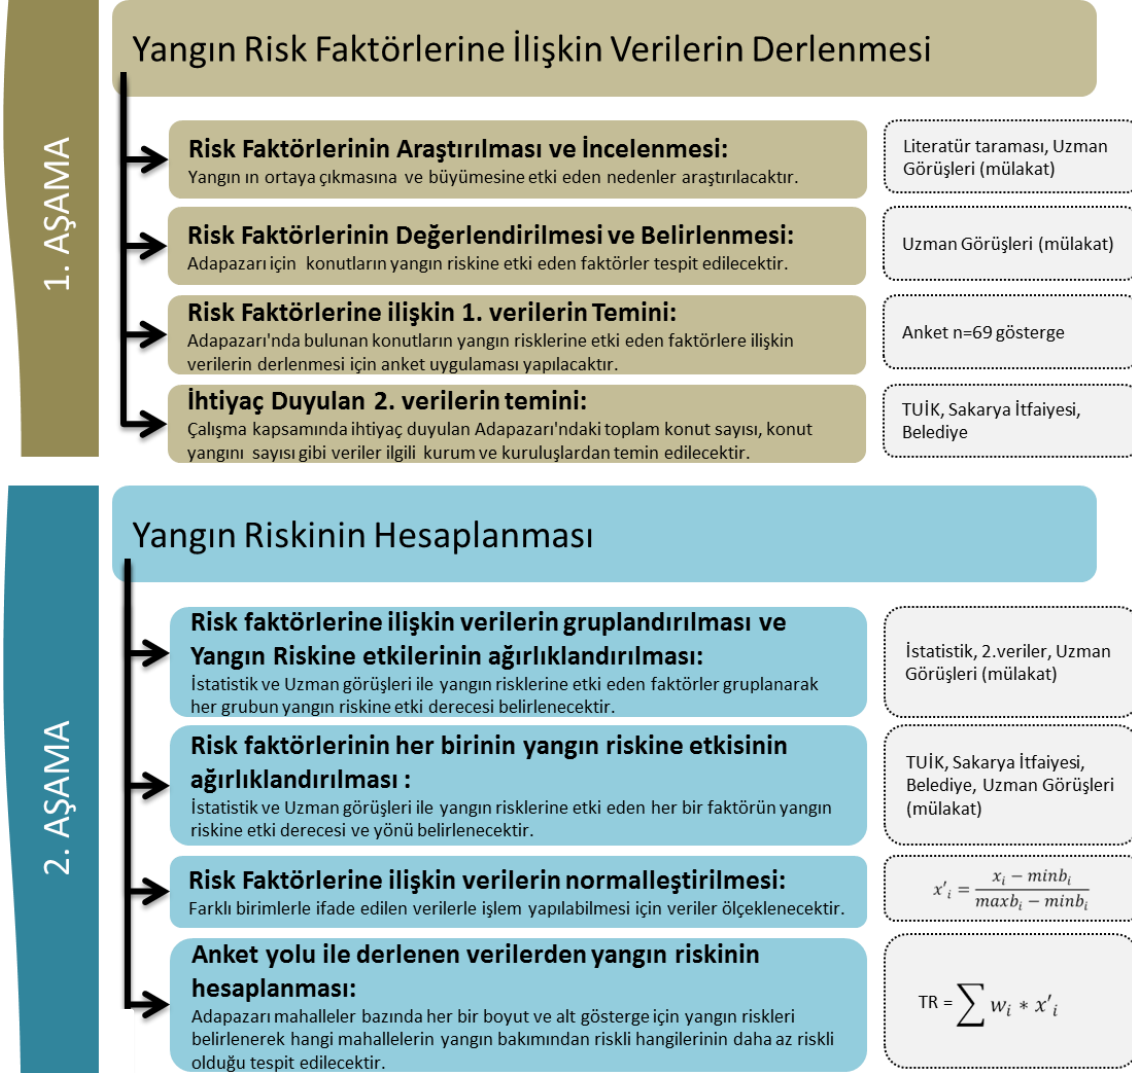 1. AŞAMA
Yangın Risk Faktörlerine İlişkin Verilerin Derlenmesi
Risk Faktörlerinin Araştırılması ve İncelenmesi:
Yangın ın ortaya çıkmasına ve büyümesine etki eden nedenler araştırılacaktır.
Literatür taraması, Uzman
Görüşleri (mülakat)
Risk Faktörlerinin Değerlendirilmesi ve Belirlenmesi:
Adapazarı için konutların yangın riskine etki eden faktörler tespit edilecektir.
Uzman Görüşleri (mülakat)
Risk Faktörlerine ilişkin 1. verilerin Temini:
Adapazarı'nda bulunan konutların yangın risklerine etki eden faktörlere ilişkin
verilerin derlenmesi için anket uygulaması yapılacaktır.
Anket n=69 gösterge
İhtiyaç Duyulan 2. verilerin temini:
Çalışma kapsamında ihtiyaç duyulan Adapazarı'ndaki toplam konut sayısı, konut
yangını sayısı gibi veriler ilgili kurum ve kuruluşlardan temin edilecektir.
TUİK, Sakarya İtfaiyesi,
Belediye
2. AŞAMA
Yangın Riskinin Hesaplanması
Risk faktörlerine ilişkin verilerin gruplandırılması ve
Yangın Riskine etkilerinin ağırlıklandırılması:
İstatistik ve Uzman görüşleri ile yangın risklerine etki eden faktörler gruplanarak
her grubun yangın riskine etki derecesi belirlenecektir.
İstatistik, 2.veriler, Uzman
Görüşleri (mülakat)
Risk faktörlerinin her birinin yangın riskine etkisinin
ağırlıklandırılması :
İstatistik ve Uzman görüşleri ile yangın risklerine etki eden her bir faktörün yangın
riskine etki derecesi ve yönü belirlenecektir.
TUİK, Sakarya İtfaiyesi,
Belediye, Uzman Görüşleri
(mülakat)
Risk Faktörlerine ilişkin verilerin normalleştirilmesi:
Farklı birimlerle ifade edilen verilerle işlem yapılabilmesi için veriler ölçeklenecektir.
x'ᵢ = (xᵢ − minbᵢ) / (maxbᵢ − minbᵢ)
Anket yolu ile derlenen verilerden yangın riskinin
hesaplanması:
Adapazarı mahalleler bazında her bir boyut ve alt gösterge için yangın riskleri
belirlenerek hangi mahallelerin yangın bakımından riskli hangilerinin daha az riskli
olduğu tespit edilecektir.
TR = ∑ wᵢ * x'ᵢ